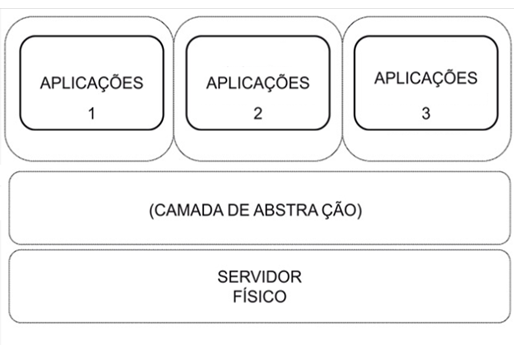 APLICAÇÕES
1
APLICAÇÕES
2
APLICAÇÕES
3
(CAMADA DE ABSTRA ÇÃO)
SERVIDOR
FÍSICO